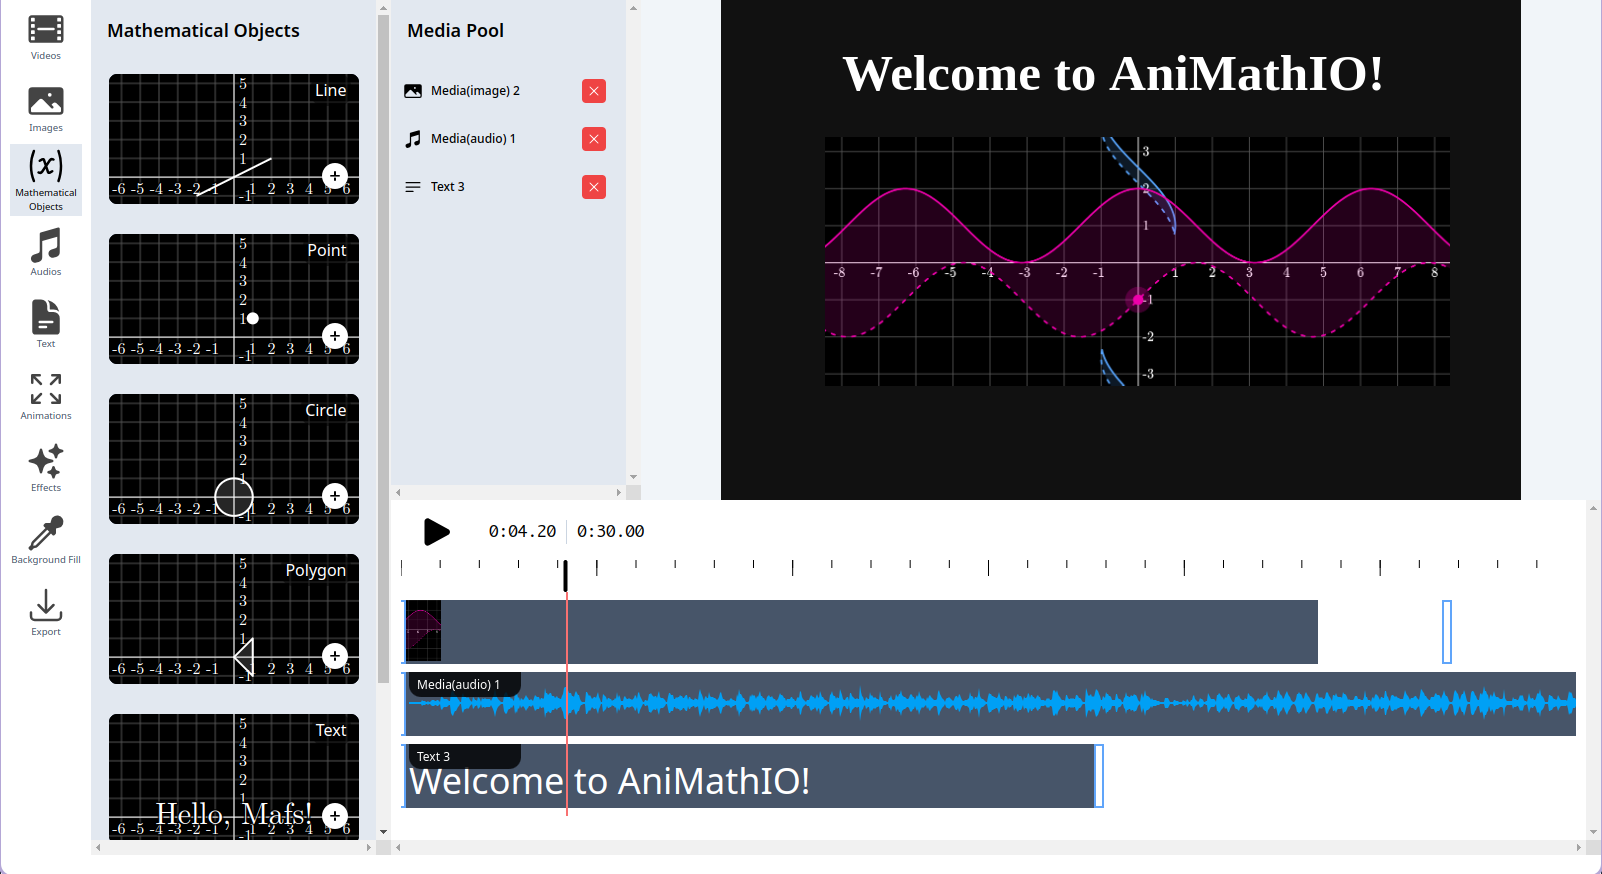 Videos
Images
(x)
Mathematical
Objects
Audios
Text
Animations
Effects
Background Fill
Export
Mathematical Objects
Line
5
4
3
2
1
-6 -5 -4 -3 -2 -1 1 2 3 4 5 6
-1
Point
5
4
3
2
1
-6 -5 -4 -3 -2 -1 1 2 3 4 5 6
-1
Circle
5
4
3
2
1
-6 -5 -4 -3 -2 -1 1 2 3 4 5 6
-1
Polygon
5
4
3
2
1
-6 -5 -4 -3 -2 -1 1 2 3 4 5 6
-1
Text
5
4
3
2
1
Hello, Mafs!
-6 -5 -4 -3 -2 -1 1 2 3 4 5 6
-1
Media Pool
Media(image) 2
Media(audio) 1
Text 3
Welcome to AniMathIO!
3
2
1
-8 -7 -6 -5 -4 -3 -2 -1 1 2 3 4 5 6 7 8
-1
-2
-3
0:04.20 0:30.00
Media(audio) 1
Text 3
Welcome to AniMathIO!